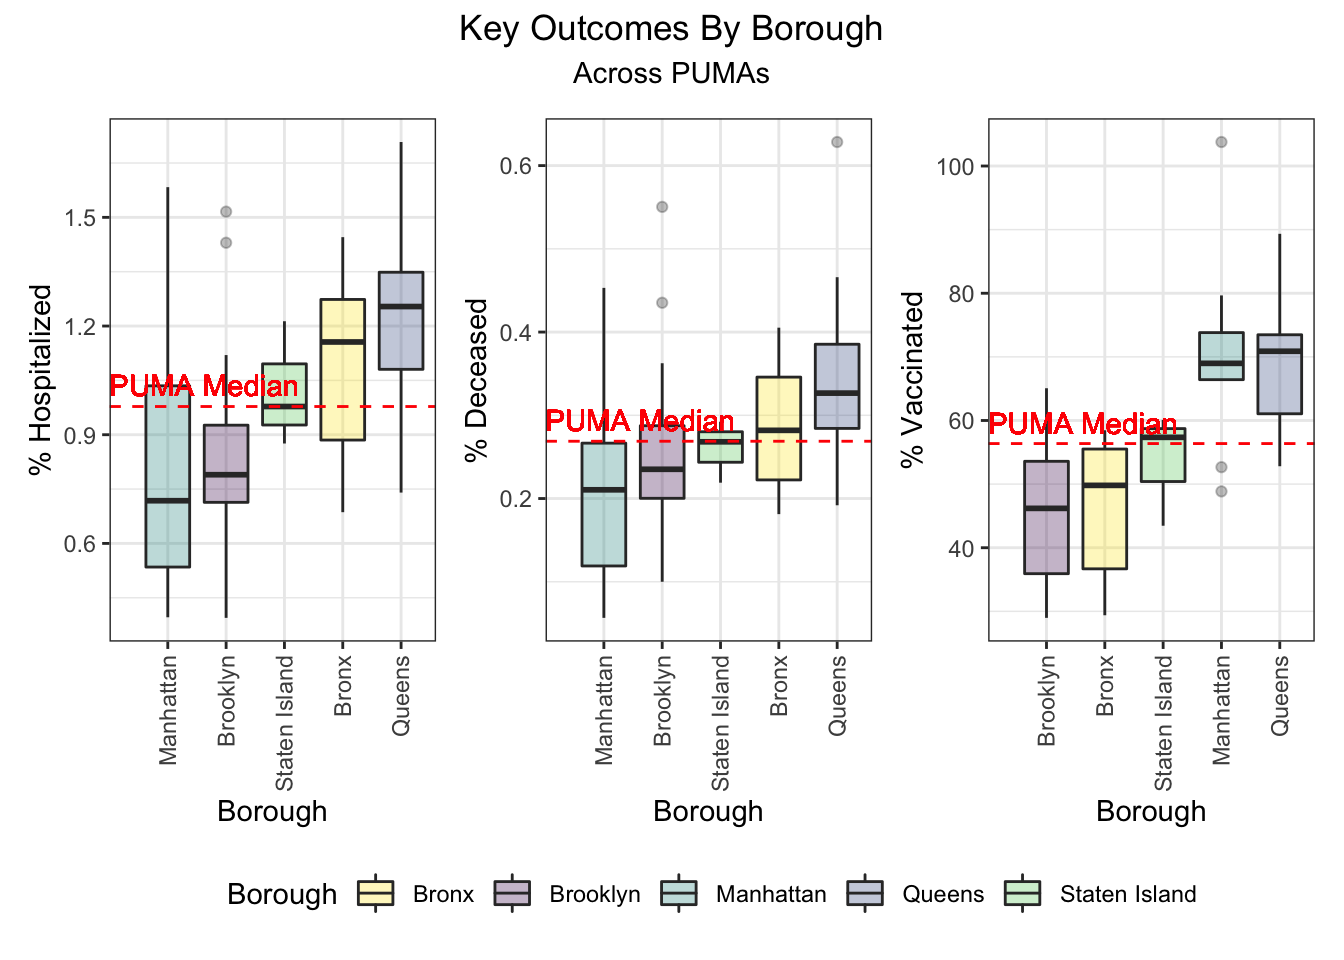 Key Outcomes By Borough
Across PUMAs
% Hospitalized
1.5
1.2
0.9
0.6
PUMA Median
Manhattan
Brooklyn
Staten Island
Bronx
Queens
Borough
% Deceased
0.6
0.4
0.2
PUMA Median
Manhattan
Brooklyn
Staten Island
Bronx
Queens
Borough
% Vaccinated
100
80
60
40
PUMA Median
Brooklyn
Bronx
Staten Island
Manhattan
Queens
Borough
Borough Bronx Brooklyn Manhattan Queens Staten Island